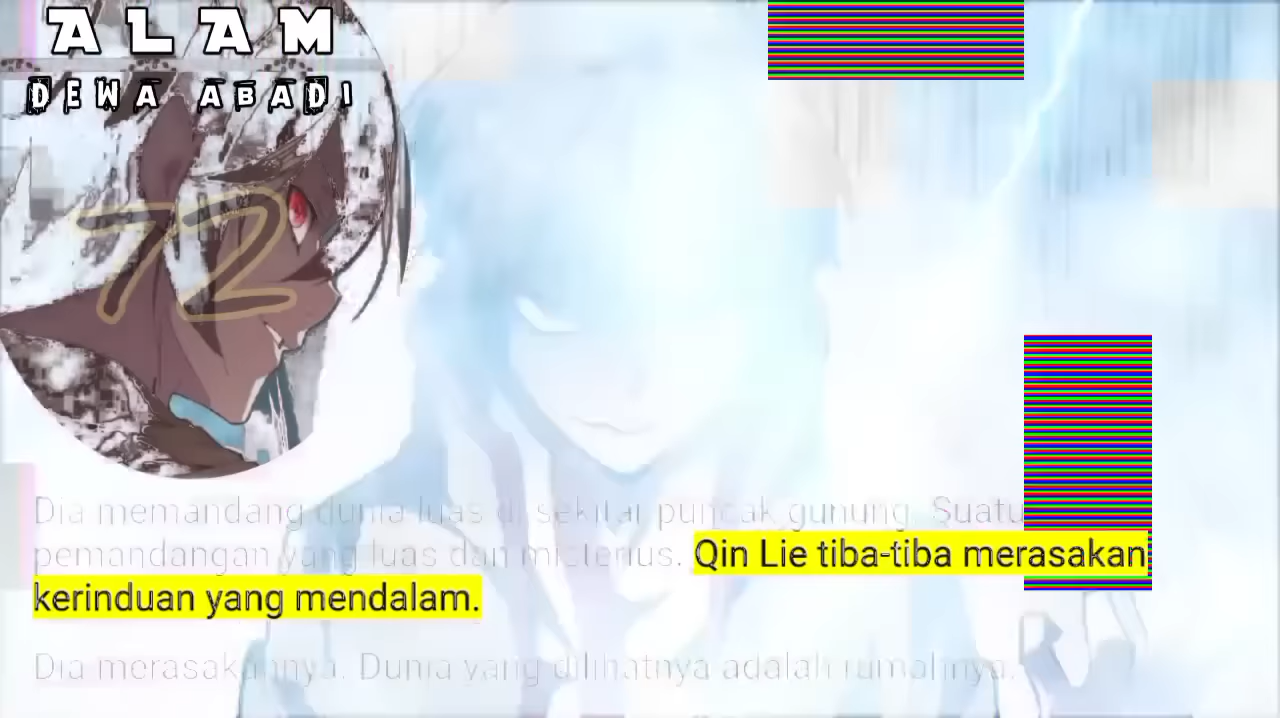 ALAM
DEWA ABADI
72
Dia memandang dunia luas di sekitar puncak gunung. Suatu
pemandangan yang luas dan misterius. Qin Lie tiba-tiba merasakan
kerinduan yang mendalam.
Dia merasakannya. Dunia yang dilihatnya adalah rumahnya.